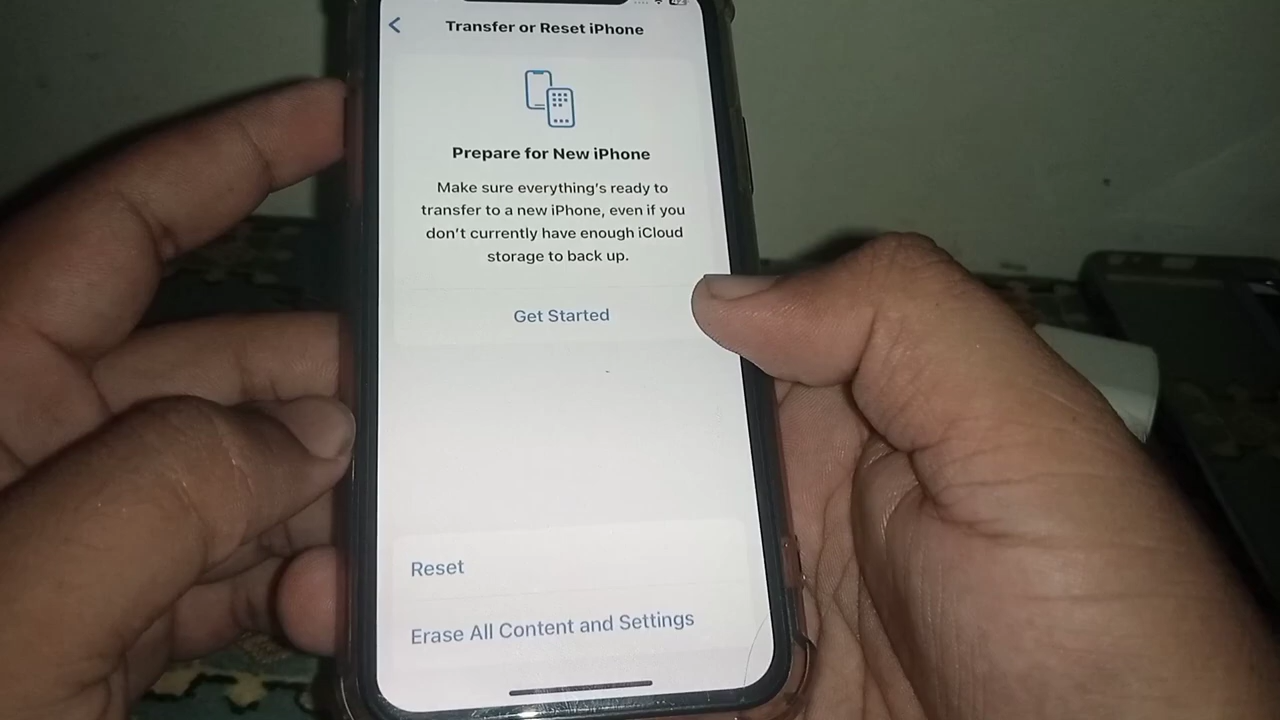 Transfer or Reset iPhone
Prepare for New iPhone
Make sure everything's ready to
transfer to a new iPhone, even if you
don't currently have enough iCloud
storage to back up.
Get Started
Reset
Erase All Content and Settings